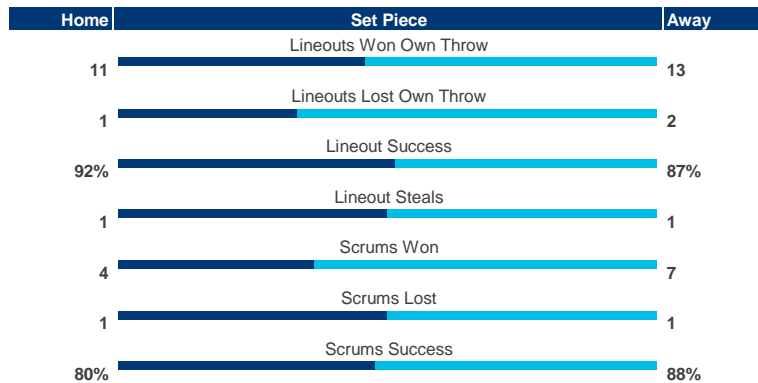 Home Set Piece Away
Lineouts Won Own Throw
11 13
Lineouts Lost Own Throw
1 2
Lineout Success
92% 87%
Lineout Steals
1 1
Scrums Won
4 7
Scrums Lost
1 1
Scrums Success
80% 88%